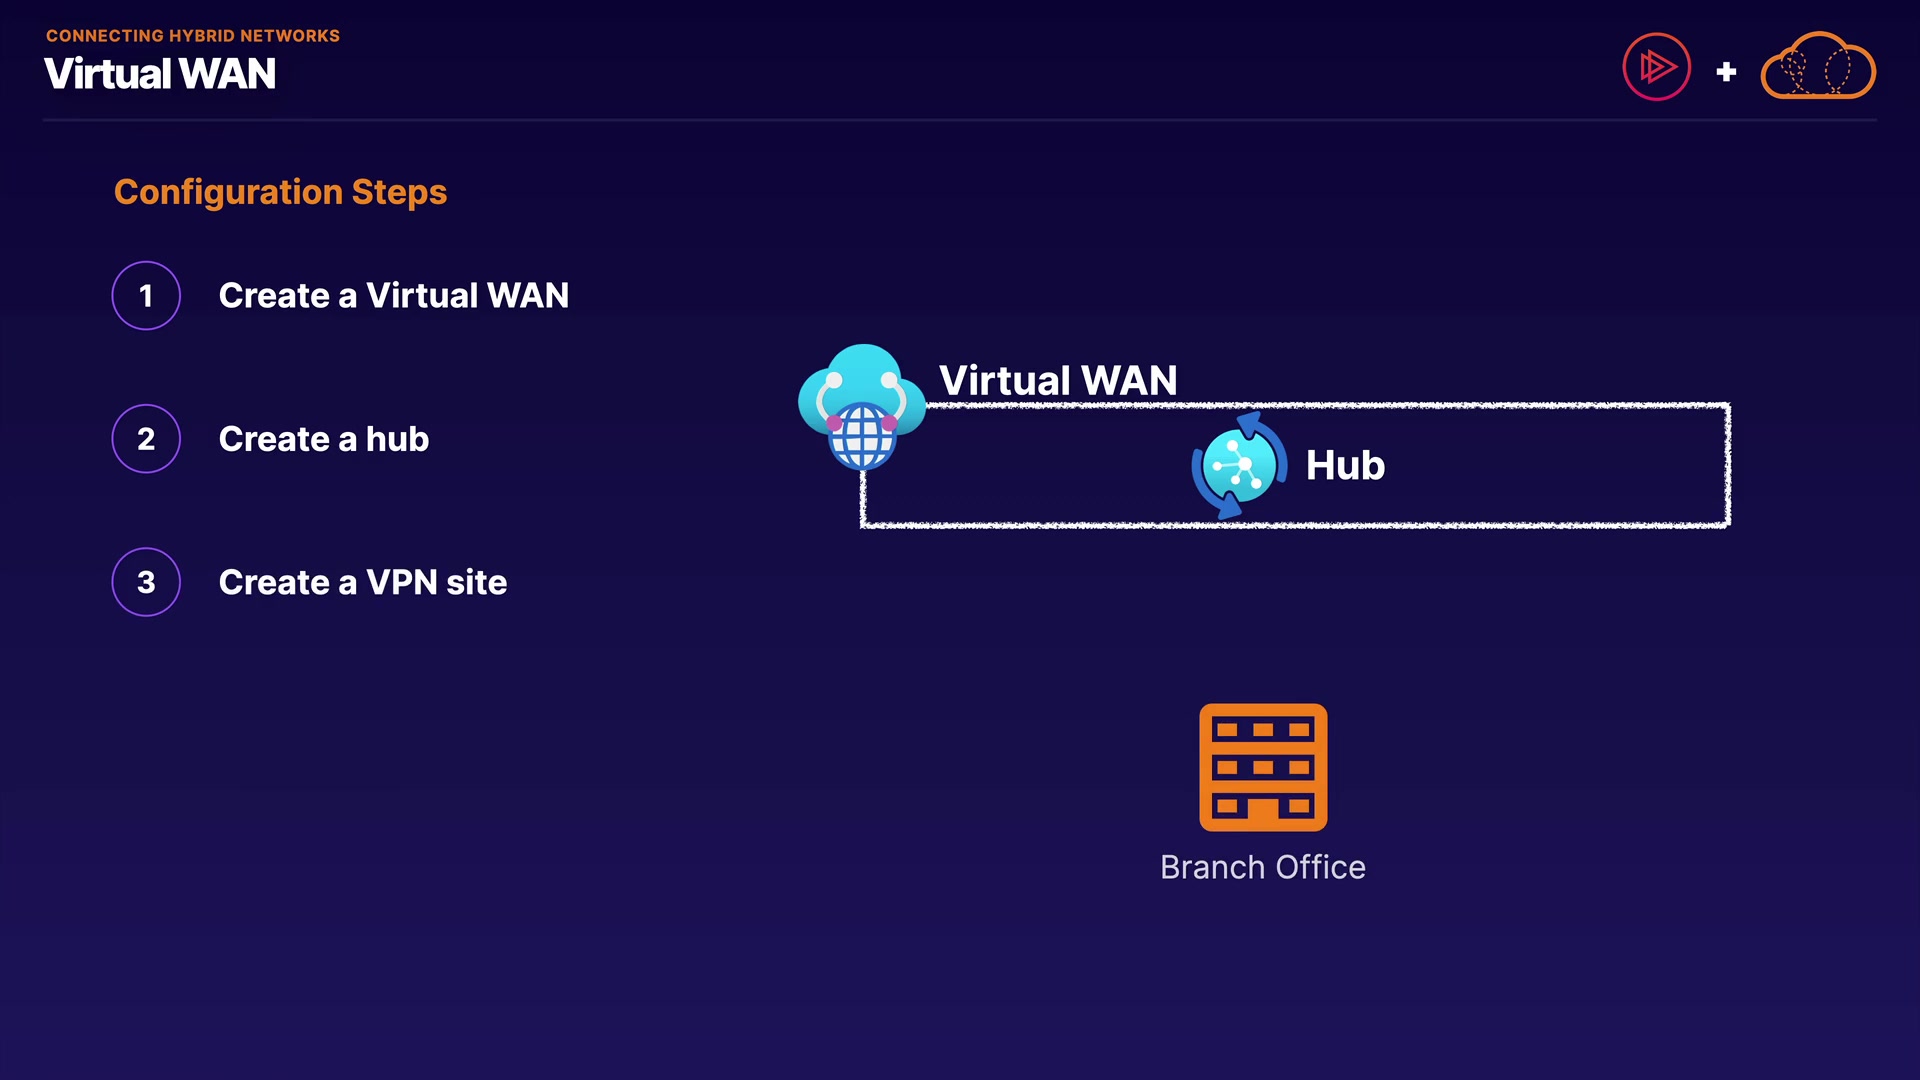 CONNECTING HYBRID NETWORKS
Virtual WAN
Configuration Steps
1 Create a Virtual WAN
2 Create a hub
3 Create a VPN site
Virtual WAN
Hub
Branch Office